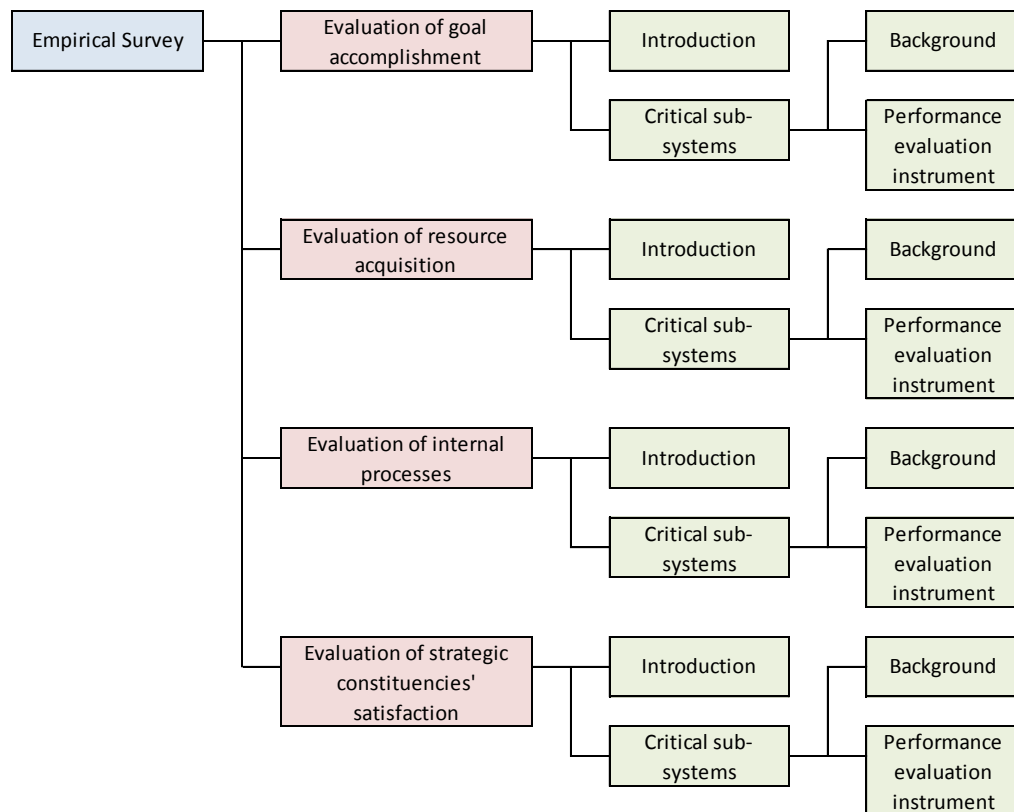 Empirical Survey
Evaluation of goal
accomplishment
Introduction
Background
Critical sub-
systems
Performance
evaluation
instrument
Evaluation of resource
acquisition
Introduction
Background
Critical sub-
systems
Performance
evaluation
instrument
Evaluation of internal
processes
Introduction
Background
Critical sub-
systems
Performance
evaluation
instrument
Evaluation of strategic
constituencies'
satisfaction
Introduction
Background
Critical sub-
systems
Performance
evaluation
instrument